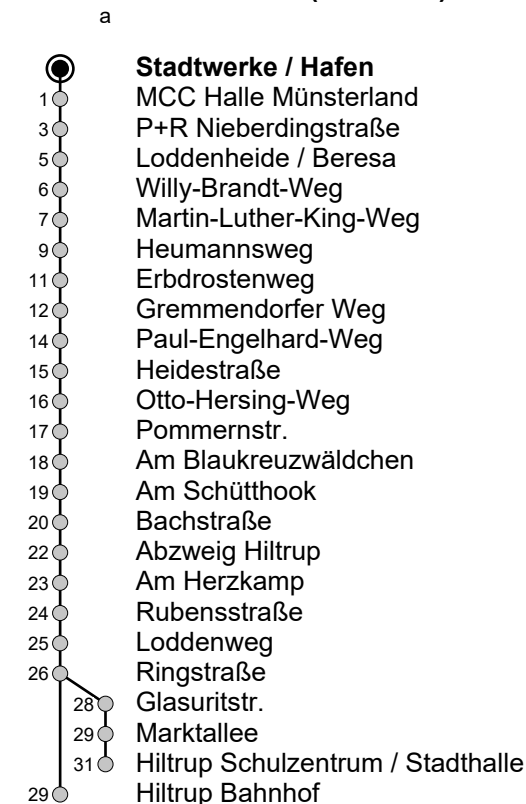 a
Stadtwerke / Hafen
1 MCC Halle Münsterland
3 P+R Nieberdingstraße
5 Loddenheide / Beresa
6 Willy-Brandt-Weg
7 Martin-Luther-King-Weg
9 Heumannsweg
11 Erbdrostenweg
12 Gremmendorfer Weg
14 Paul-Engelhard-Weg
15 Heidestraße
16 Otto-Hersing-Weg
17 Pommernstr.
18 Am Blaukreuzwäldchen
19 Am Schütthook
20 Bachstraße
22 Abzweig Hiltrup
23 Am Herzkamp
24 Rubensstraße
25 Loddenweg
26 Ringstraße
28 Glasuritstr.
29 Marktallee
31 Hiltrup Schulzentrum / Stadthalle
29 Hiltrup Bahnhof